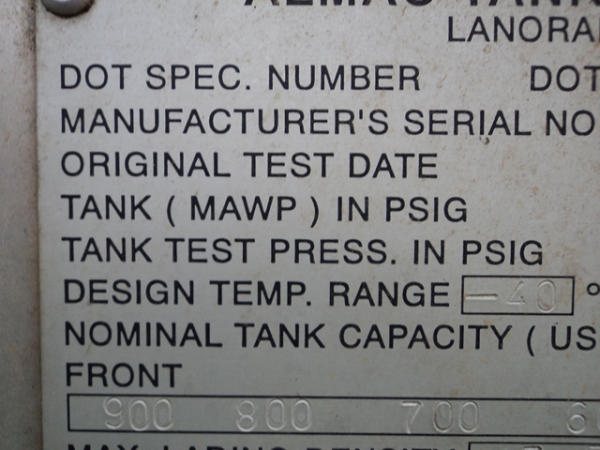 LANORA
DOT SPEC. NUMBER DOT
MANUFACTURER'S SERIAL NO
ORIGINAL TEST DATE
TANK ( MAWP ) IN PSIG
TANK TEST PRESS. IN PSIG
DESIGN TEMP. RANGE -40 °
NOMINAL TANK CAPACITY ( US
FRONT
900 800 700 6